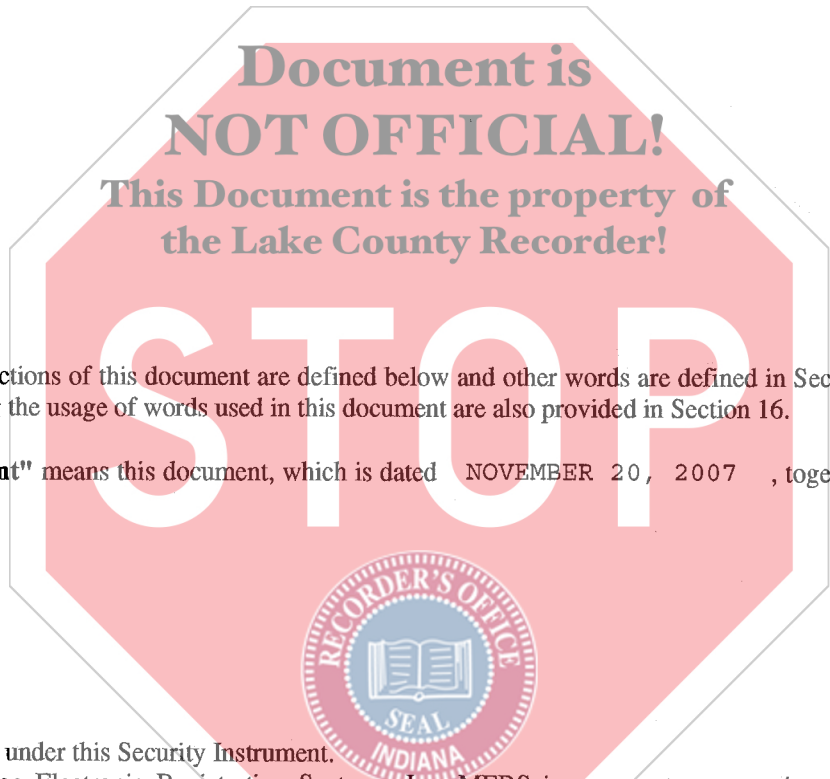 Document is
NOT OFFICIAL!
This Document is the property of
the Lake County Recorder!
STOP
ctions of this document are defined below and other words are defined in Sec
the usage of words used in this document are also provided in Section 16.
nt" means this document, which is dated NOVEMBER 20, 2007 , toge
RECORDER'S OFFICE
SEAL
INDIANA
under this Security Instrument.